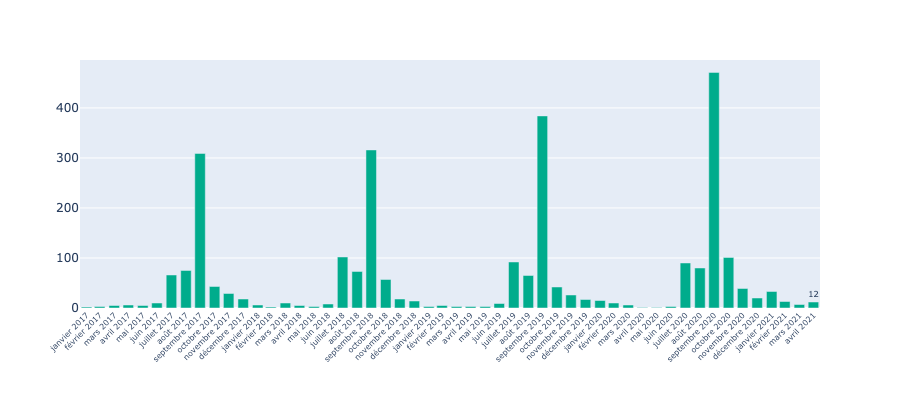 400
300
200
100
0
12
janvier 2017
février 2017
mars 2017
avril 2017
mai 2017
juin 2017
juillet 2017
août 2017
septembre 2017
octobre 2017
novembre 2017
décembre 2017
janvier 2018
février 2018
mars 2018
avril 2018
mai 2018
juin 2018
juillet 2018
août 2018
septembre 2018
octobre 2018
novembre 2018
décembre 2018
janvier 2019
février 2019
mars 2019
avril 2019
mai 2019
juin 2019
juillet 2019
août 2019
septembre 2019
octobre 2019
novembre 2019
décembre 2019
janvier 2020
février 2020
mars 2020
avril 2020
mai 2020
juin 2020
juillet 2020
août 2020
septembre 2020
octobre 2020
novembre 2020
décembre 2020
janvier 2021
février 2021
mars 2021
avril 2021